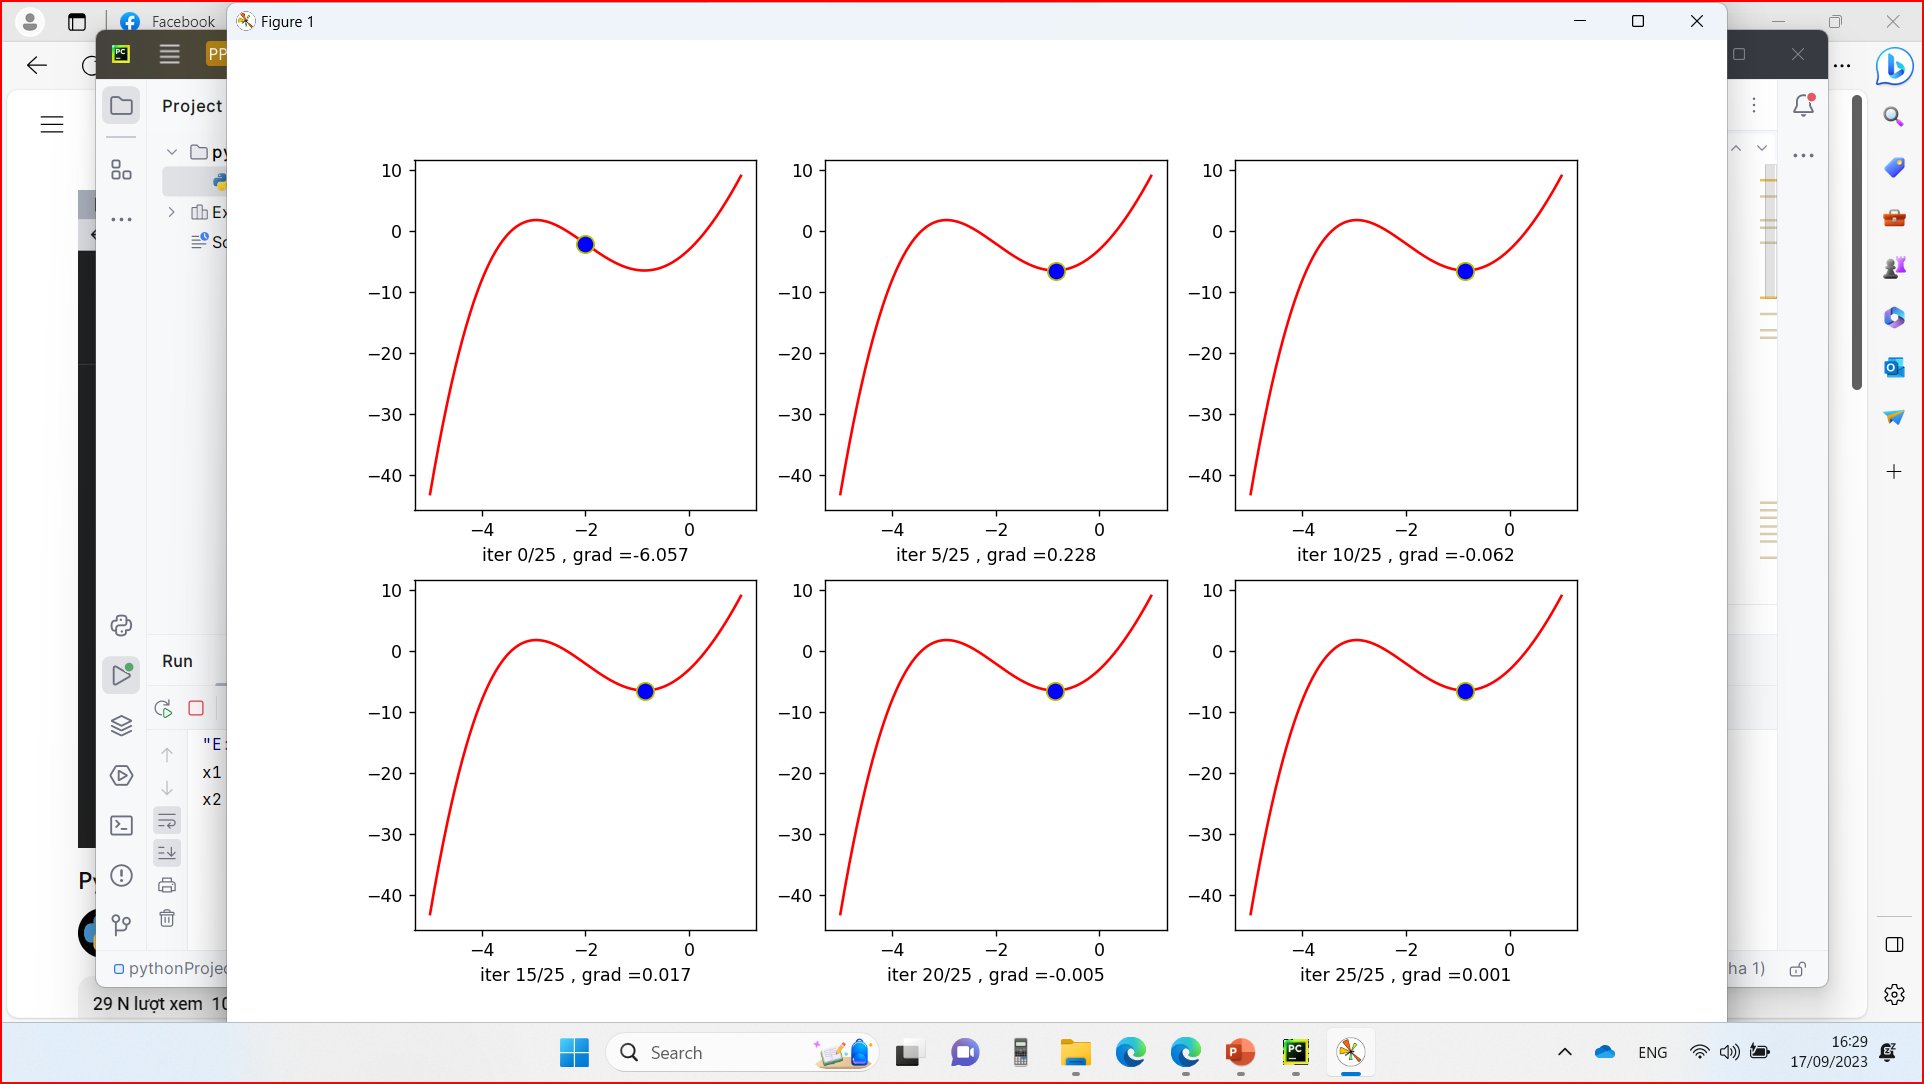 Facebook
Figure 1
PP
Project
py
Ex
Sc
10
0
−10
−20
−30
−40
−4 −2 0
iter 0/25 , grad =-6.057
10
0
−10
−20
−30
−40
−4 −2 0
iter 5/25 , grad =0.228
10
0
−10
−20
−30
−40
−4 −2 0
iter 10/25 , grad =-0.062
10
0
−10
−20
−30
−40
−4 −2 0
iter 15/25 , grad =0.017
10
0
−10
−20
−30
−40
−4 −2 0
iter 20/25 , grad =-0.005
10
0
−10
−20
−30
−40
−4 −2 0
iter 25/25 , grad =0.001
Run
"E:
x1
x2
Py
pythonProjec
ha 1)
29 N lượt xem 10
Search
ENG
16:29
17/09/2023